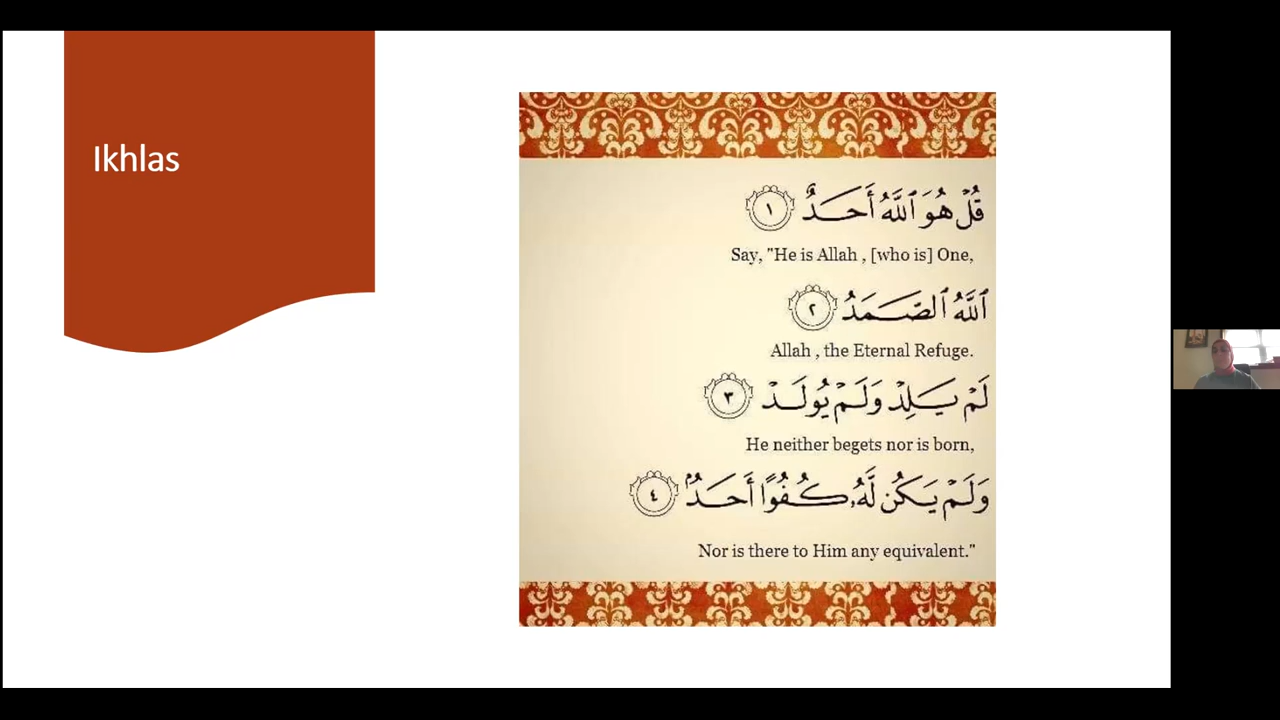 Ikhlas
قُلۡ هُوَ ٱللَّهُ أَحَدٌ ١
Say, "He is Allah , [who is] One,
ٱللَّهُ ٱلصَّمَدُ ٢
Allah , the Eternal Refuge.
لَمۡ يَلِدۡ وَلَمۡ يُولَدۡ ٣
He neither begets nor is born,
وَلَمۡ يَكُن لَّهُۥ كُفُوًا أَحَدُۢ ٤
Nor is there to Him any equivalent."